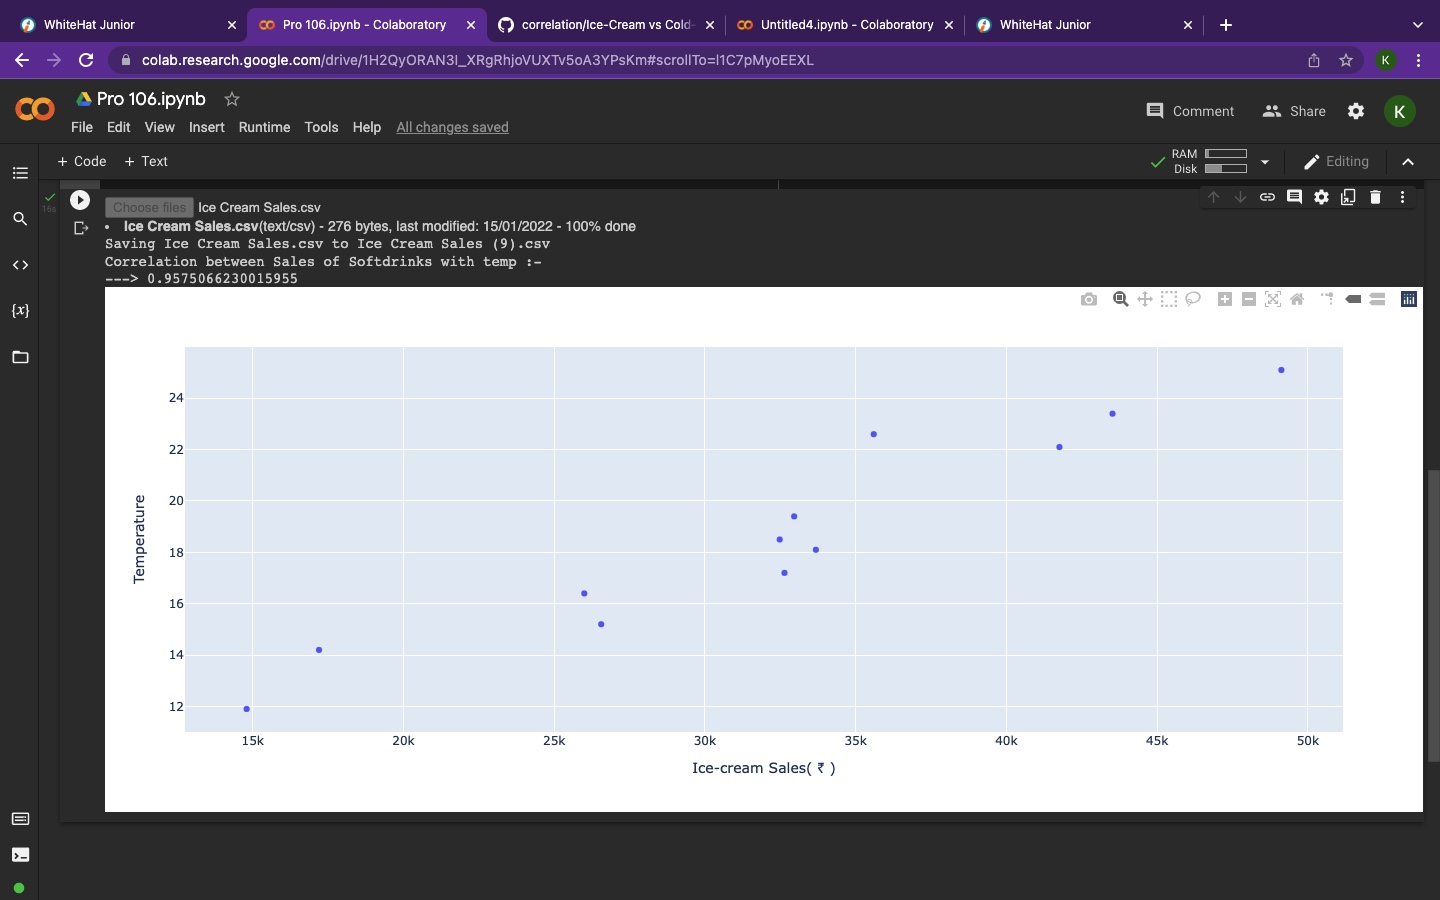 WhiteHat Junior
Pro 106.ipynb - Colaboratory
correlation/Ice-Cream vs Cold-
Untitled4.ipynb - Colaboratory
WhiteHat Junior
colab.research.google.com/drive/1H2QyORAN3I_XRgRhjoVUXTv5oA3YPsKm#scrollTo=I1C7pMyoEEXL
K
Pro 106.ipynb
File Edit View Insert Runtime Tools Help All changes saved
Comment Share K
+ Code + Text
RAM
Disk
Editing
16s
Choose files Ice Cream Sales.csv
• Ice Cream Sales.csv(text/csv) - 276 bytes, last modified: 15/01/2022 - 100% done
Saving Ice Cream Sales.csv to Ice Cream Sales (9).csv
Correlation between Sales of Softdrinks with temp :-
---> 0.9575066230015955
{x}
Temperature
24
22
20
18
16
14
12
15k 20k 25k 30k 35k 40k 45k 50k
Ice-cream Sales( ₹ )